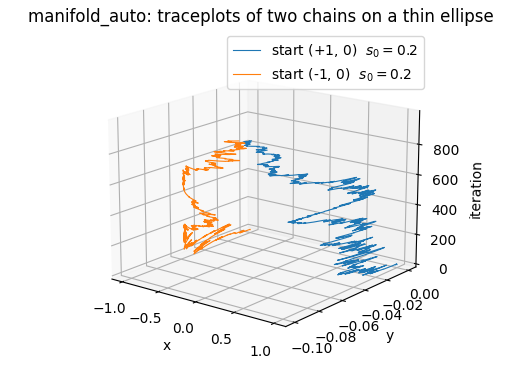 manifold_auto: traceplots of two chains on a thin ellipse
start (+1, 0) s₀ = 0.2
start (-1, 0) s₀ = 0.2
800
600
400
200
0
iteration
−1.0
−0.5
0.0
0.5
1.0
x
−0.10
−0.08
−0.06
−0.04
−0.02
0.00
y